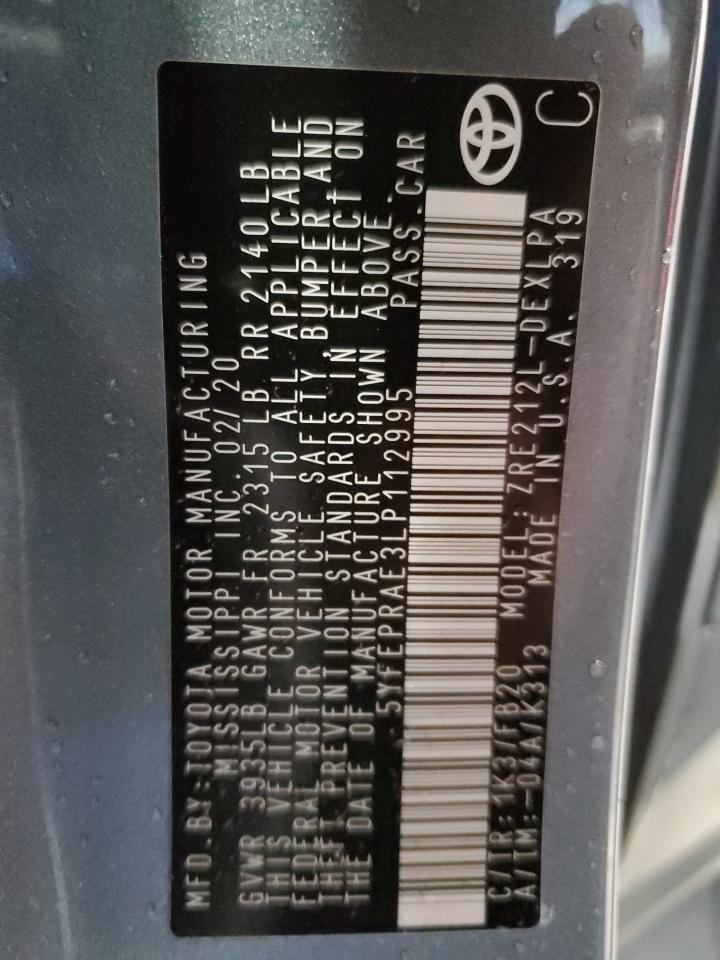 MFD.BY:TOYOTA MOTOR MANUFACTURING
MISSISSIPPI INC. 02/20
GVWR 3935LB GAWR FR 2315 LB RR 2140LB
THIS VEHICLE CONFORMS TO ALL APPLICABLE
FEDERAL MOTOR VEHICLE SAFETY, BUMPER AND
THEFT PREVENTION STANDARDS IN EFFECT ON
THE DATE OF MANUFACTURE SHOWN ABOVE.
5YFEPRAE3LP112995 PASS.CAR
C/TR:1K3/FB20 MODEL:ZRE212L-DEXLPA
A/TM:-04A/K313 MADE IN U.S.A. 319
C